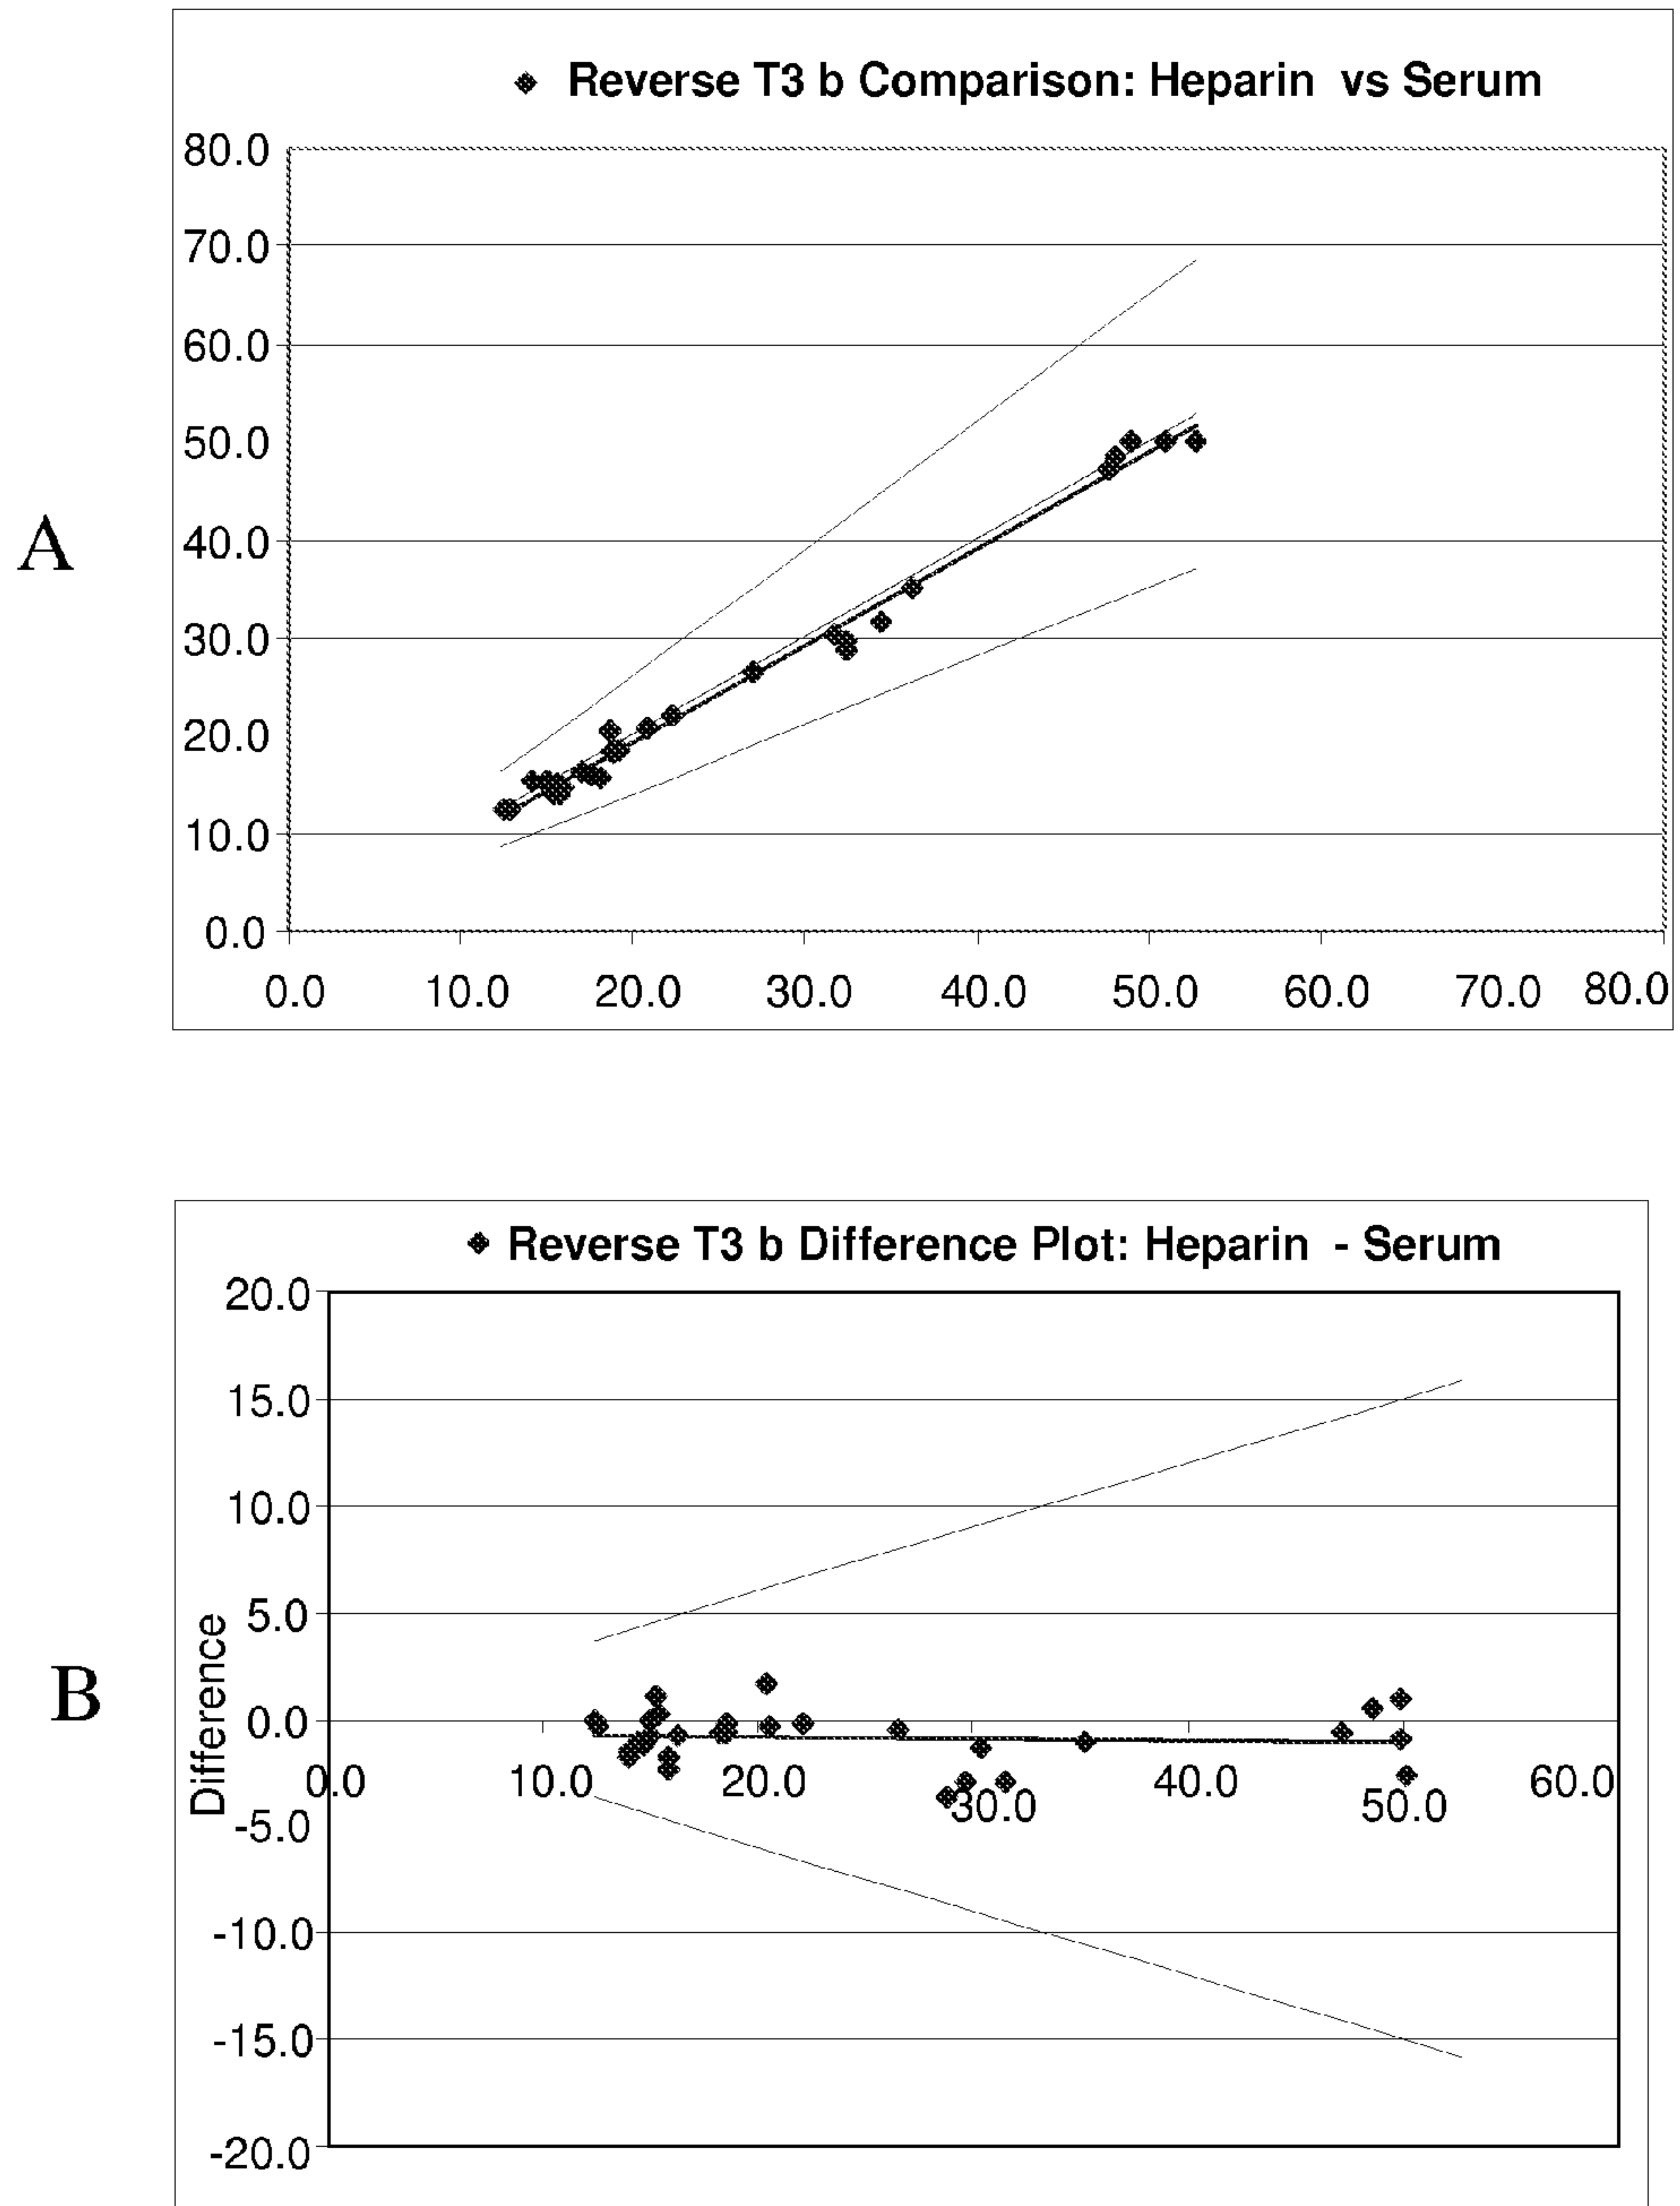 Reverse T3 b Comparison: Heparin vs Serum
80.0
70.0
60.0
50.0
A
40.0
30.0
20.0
10.0
0.0
0.0 10.0 20.0 30.0 40.0 50.0 60.0 70.0 80.0
Reverse T3 b Difference Plot: Heparin - Serum
20.0
15.0
10.0
5.0
Difference
B
0.0
0.0 10.0 20.0 30.0 40.0 50.0 60.0
-5.0
-10.0
-15.0
-20.0